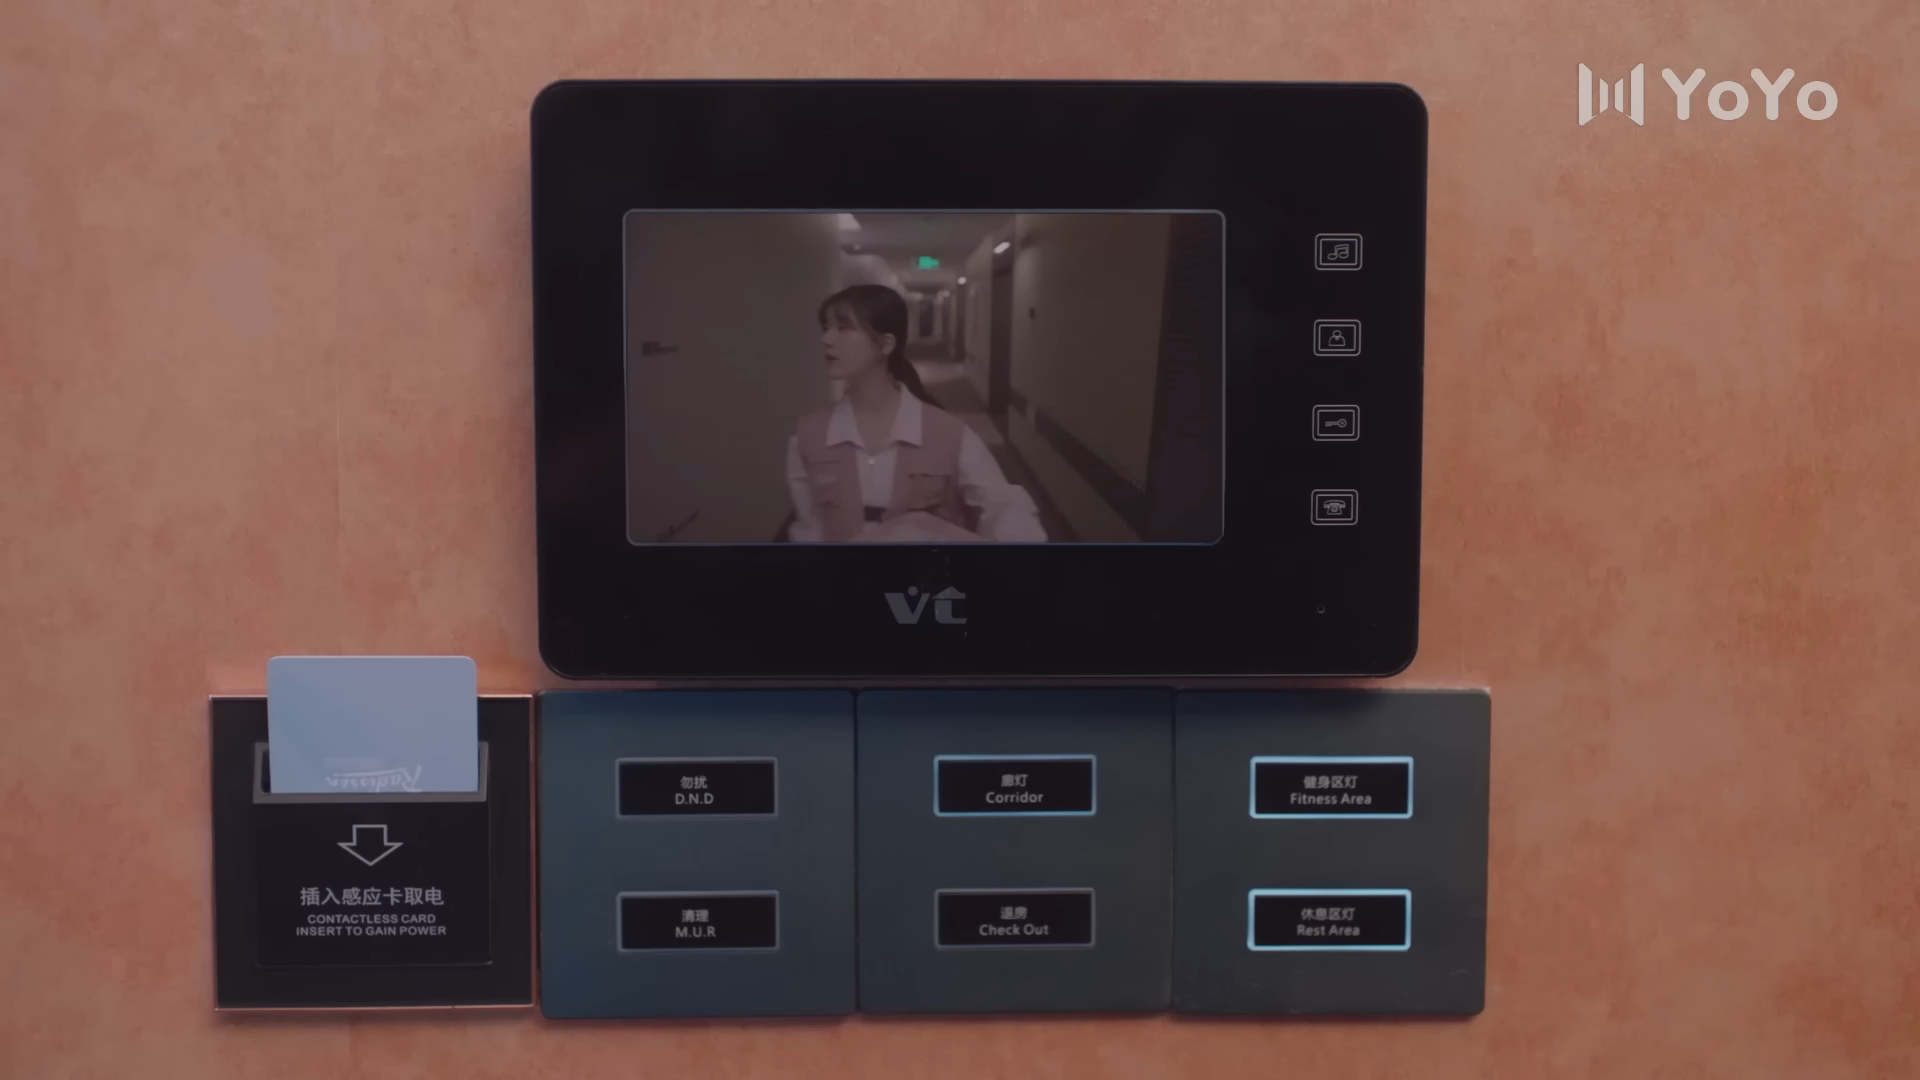 YoYo
vt
插入感应卡取电
CONTACTLESS CARD
INSERT TO GAIN POWER
勿扰
D.N.D
清理
M.U.R
廊灯
Corridor
退房
Check Out
健身区灯
Fitness Area
休息区灯
Rest Area